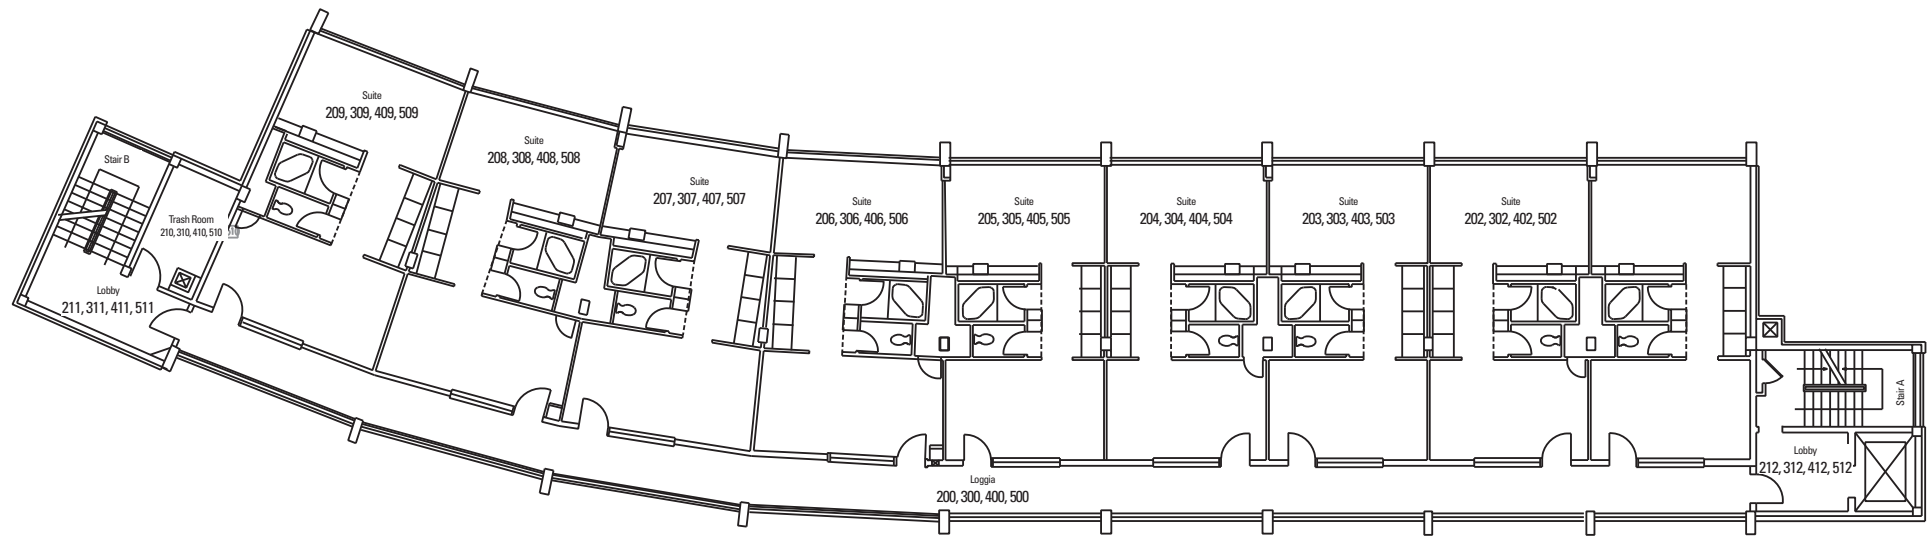 Suite
209, 309, 409, 509
Suite
208, 308, 408, 508
Stair B
Suite
207, 307, 407, 507
Suite
206, 306, 406, 506
Suite
205, 305, 405, 505
Suite
204, 304, 404, 504
Suite
203, 303, 403, 503
Suite
202, 302, 402, 502
Trash Room
210, 310, 410, 510
Lobby
211, 311, 411, 511
Stair A
Lobby
212, 312, 412, 512
Loggia
200, 300, 400, 500